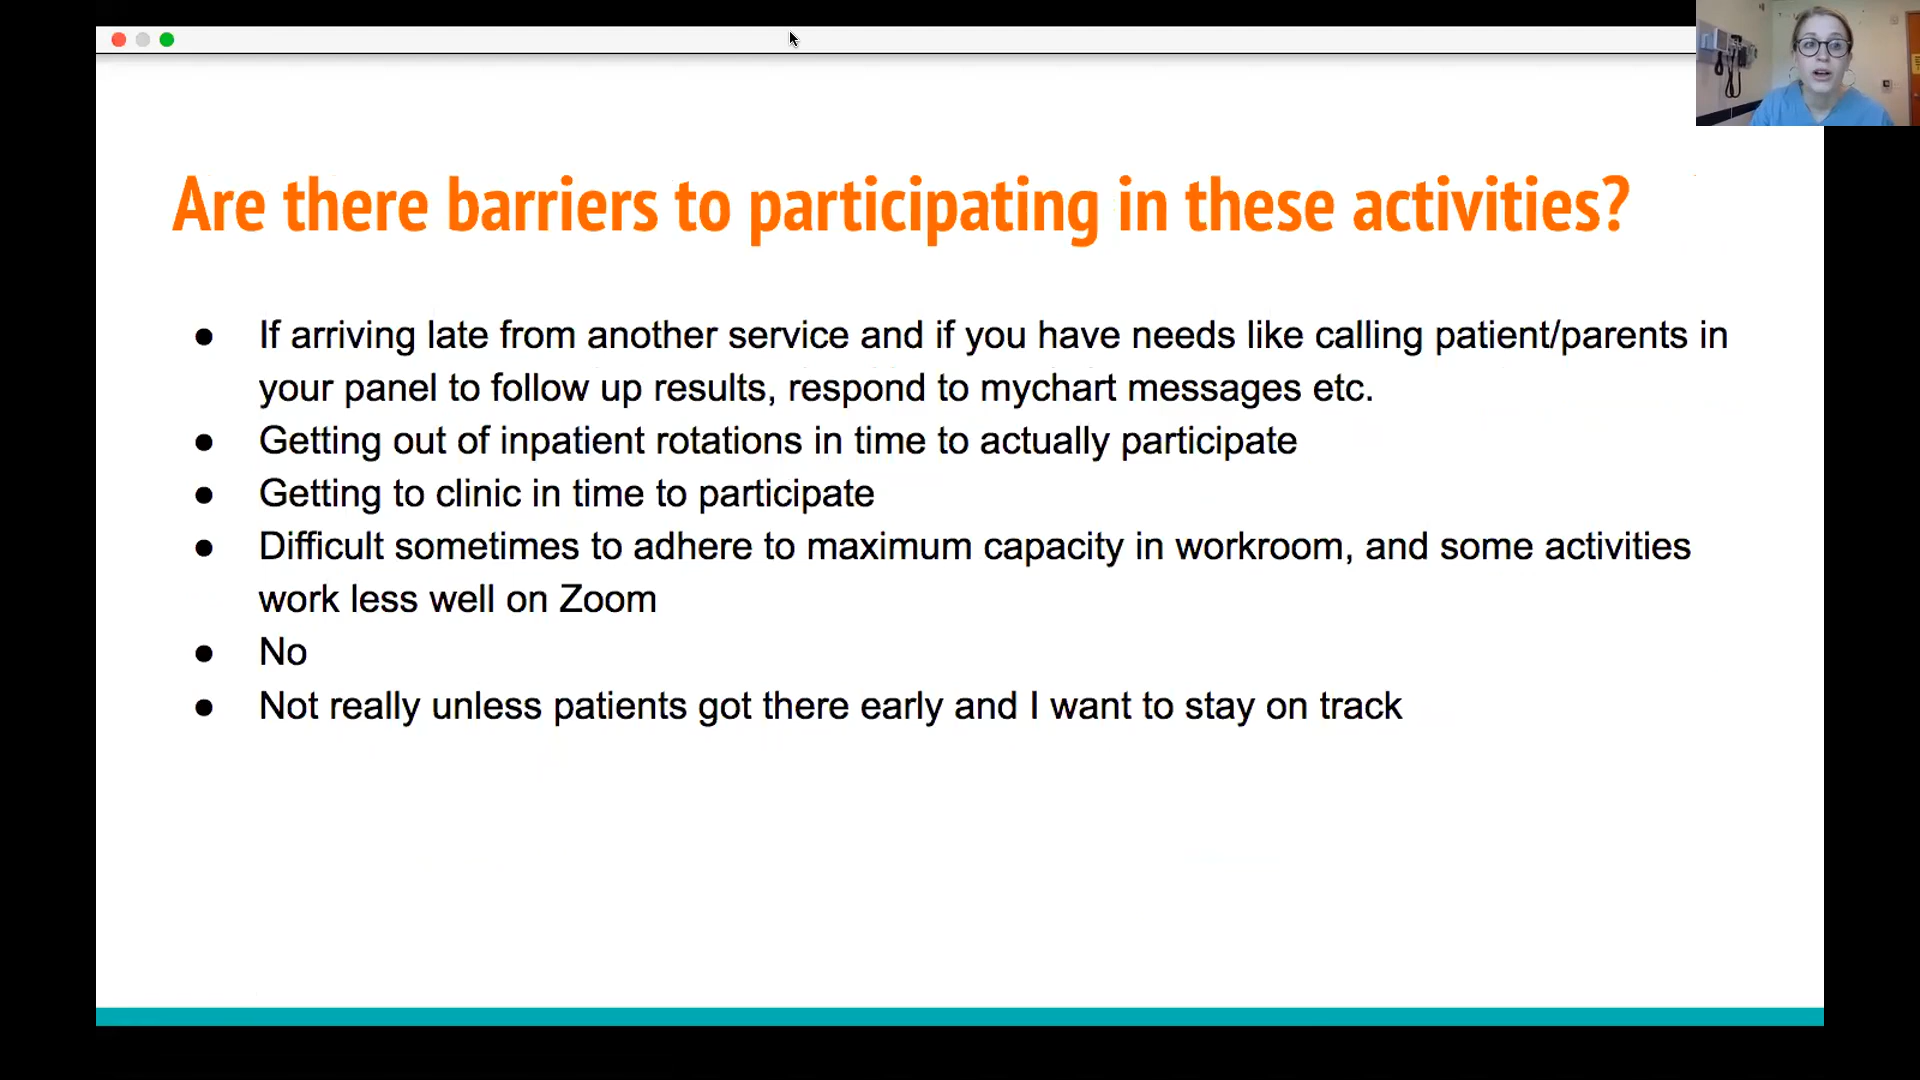 Are there barriers to participating in these activities?
● If arriving late from another service and if you have needs like calling patient/parents in
your panel to follow up results, respond to mychart messages etc.
● Getting out of inpatient rotations in time to actually participate
● Getting to clinic in time to participate
● Difficult sometimes to adhere to maximum capacity in workroom, and some activities
work less well on Zoom
● No
● Not really unless patients got there early and I want to stay on track